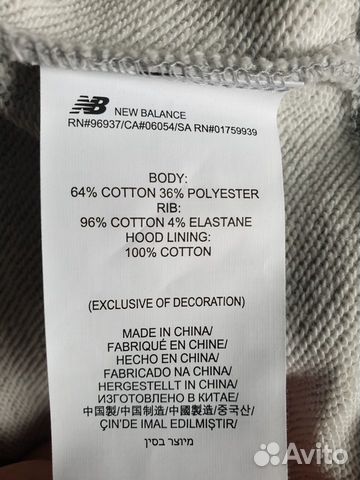 NB NEW BALANCE
RN#96937/CA#06054/SA RN#01759939
BODY:
64% COTTON 36% POLYESTER
RIB:
96% COTTON 4% ELASTANE
HOOD LINING:
100% COTTON
(EXCLUSIVE OF DECORATION)
MADE IN CHINA/
FABRIQUÉ EN CHINE/
HECHO EN CHINA/
FABRICADO NA CHINA/
HERGESTELLT IN CHINA/
ИЗГОТОВЛЕНО В КИТАЕ/
中国製/中国制造/中國製造/중국산/
ÇIN'DE IMAL EDILMIŞTIR/
מיוצר בסין
Avito